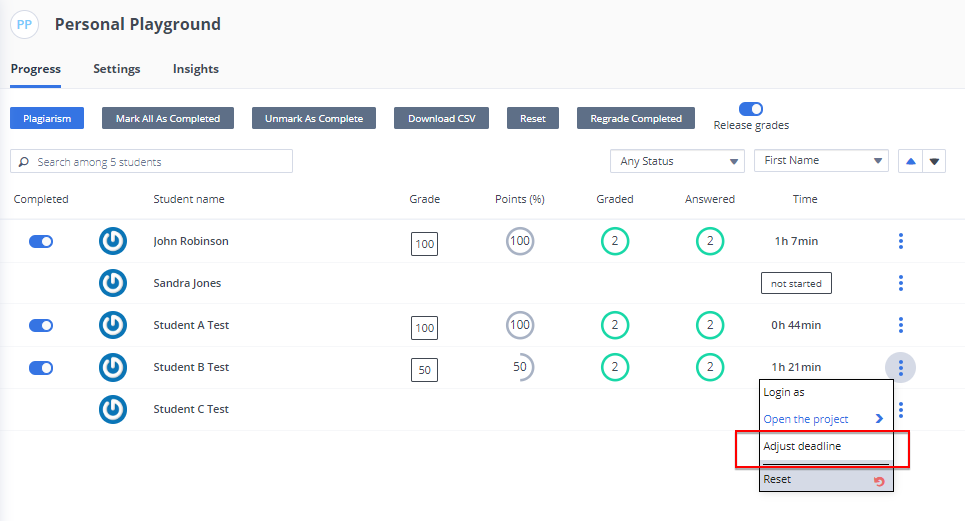 PP Personal Playground
Progress Settings Insights
Plagiarism Mark All As Completed Unmark As Complete Download CSV Reset Regrade Completed
Release grades
Search among 5 students Any Status First Name
Completed Student name Grade Points (%) Graded Answered Time
John Robinson 100 100 2 2 1h 7min
Sandra Jones not started
Student A Test 100 100 2 2 0h 44min
Student B Test 50 50 2 2 1h 21min
Login as
Student C Test
Open the project
Adjust deadline
Reset